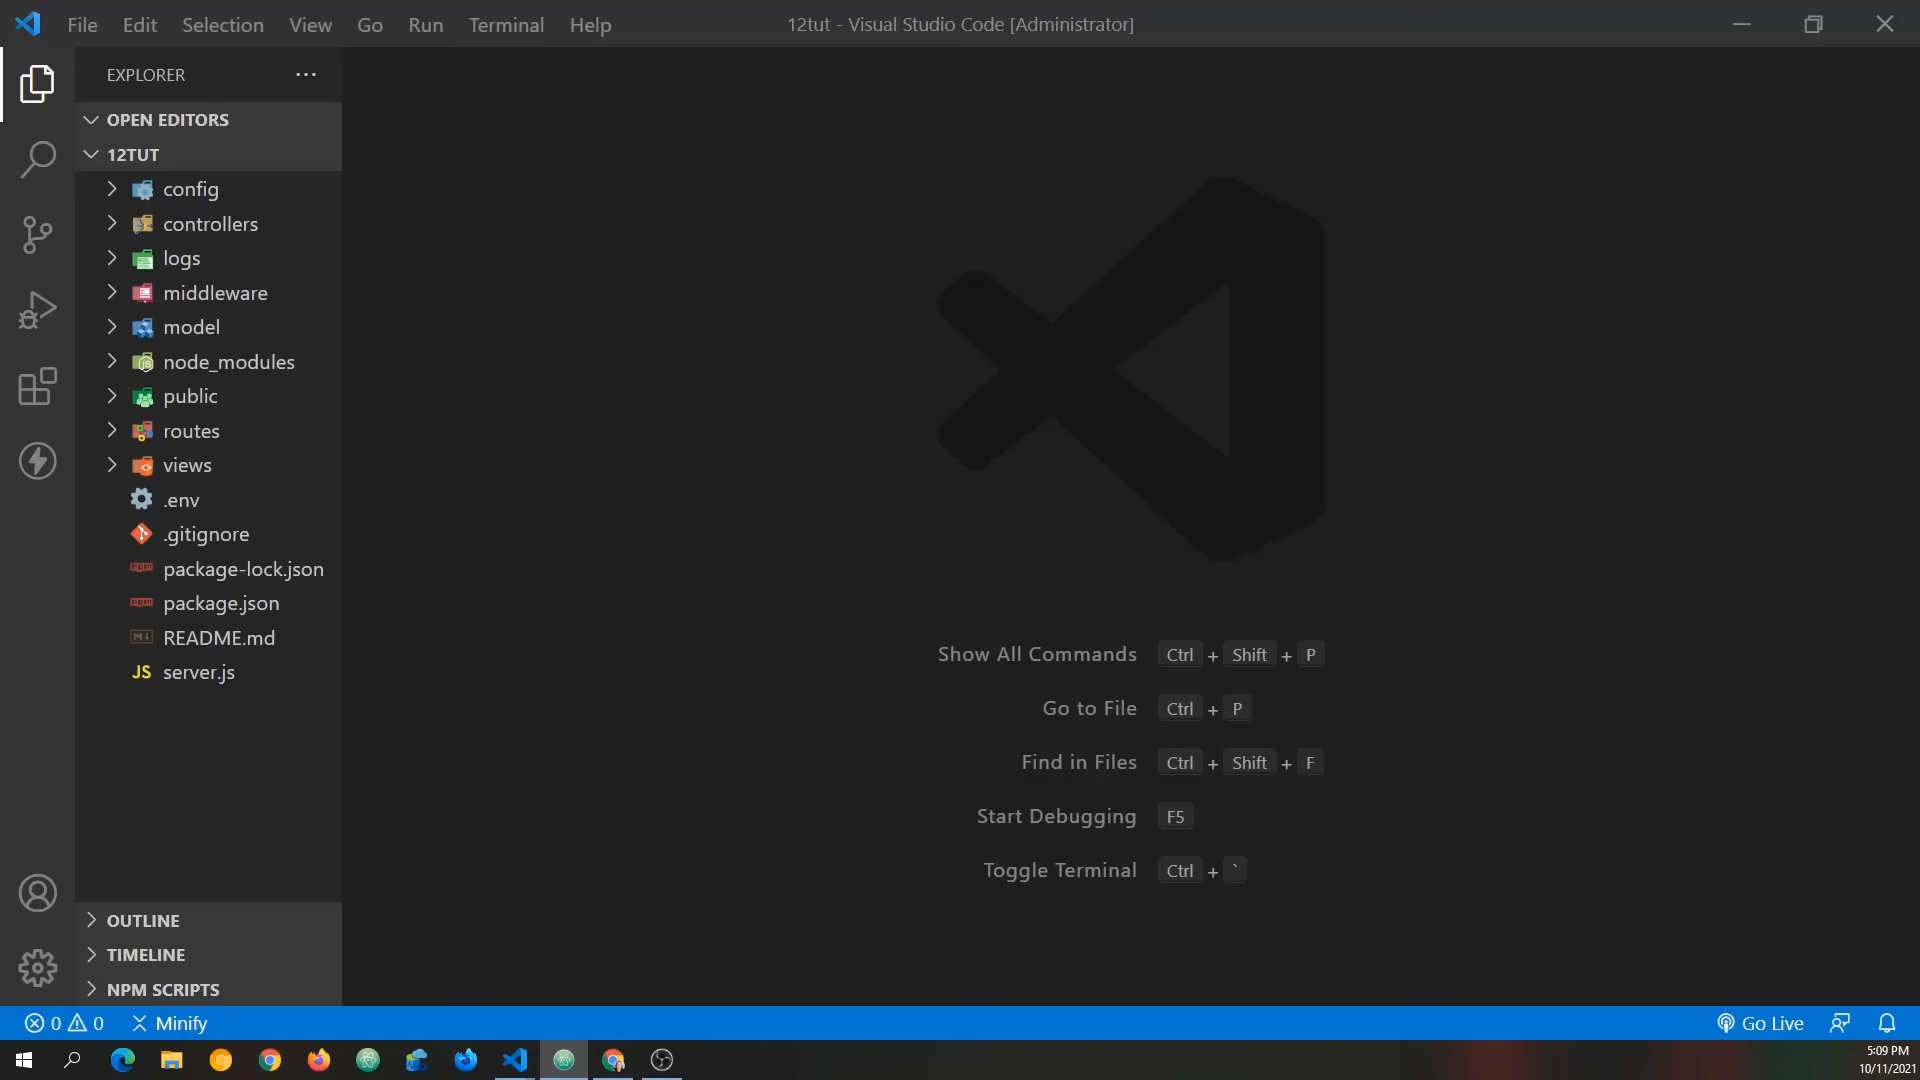 File Edit Selection View Go Run Terminal Help
12tut - Visual Studio Code [Administrator]
EXPLORER
OPEN EDITORS
12TUT
config
controllers
logs
middleware
model
node_modules
public
routes
views
.env
.gitignore
npm package-lock.json
npm package.json
M↓ README.md
JS server.js
OUTLINE
TIMELINE
NPM SCRIPTS
Show All Commands Ctrl + Shift + P
Go to File Ctrl + P
Find in Files Ctrl + Shift + F
Start Debugging F5
Toggle Terminal Ctrl + `
0 0 Minify
Go Live
5:09 PM
10/11/2021